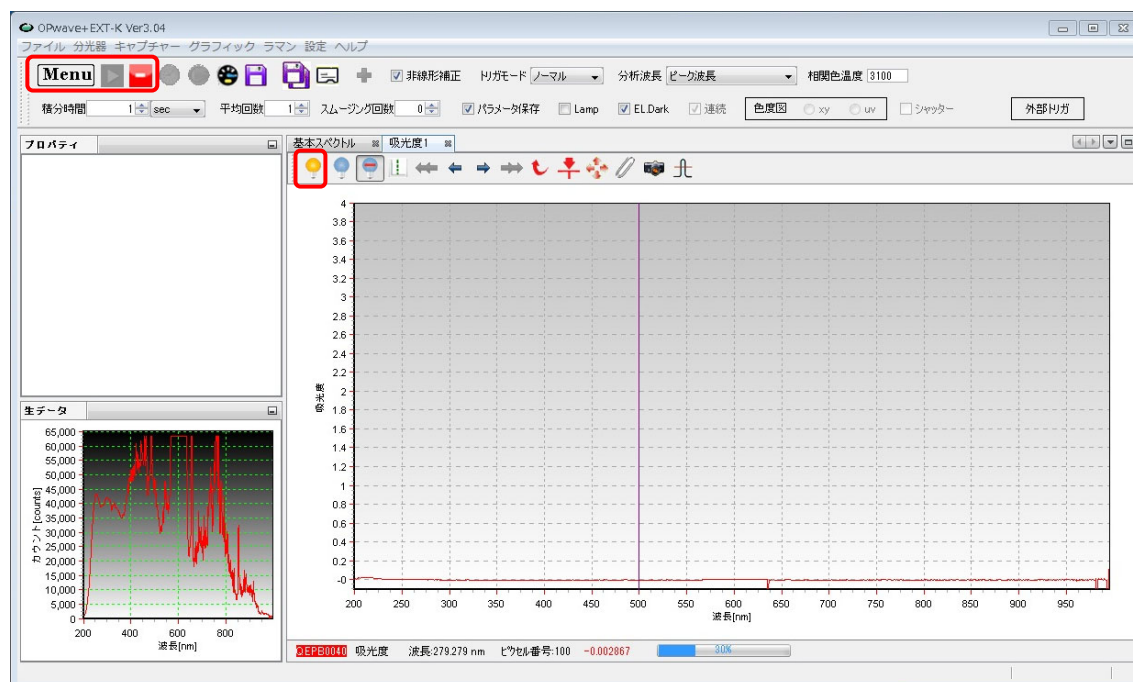 OPwave+EXT-K Ver3.04
ファイル 分光器 キャプチャー グラフィック ラマン 設定 ヘルプ
Menu 非線形補正 トリガモード ノーマル 分析波長 ピーク波長 相関色温度 3100
積分時間 1 sec 平均回数 1 スムージング回数 0 パラメータ保存 Lamp EL.Dark 連続 色度図 xy uv シャッター 外部トリガ
プロパティ
基本スペクトル 吸光度1
4
3.8
3.6
3.4
3.2
3
2.8
2.6
2.4
2.2
2
1.8
1.6
1.4
1.2
1
0.8
0.6
0.4
0.2
-0
吸光度
200 250 300 350 400 450 500 550 600 650 700 750 800 850 900 950
波長[nm]
生データ
65,000
60,000
55,000
50,000
45,000
40,000
35,000
30,000
25,000
20,000
15,000
10,000
5,000
0
カウント[counts]
200 400 600 800
波長[nm]
QEPB0040 吸光度 波長:279.279 nm ピクセル番号:100 -0.002867 30%